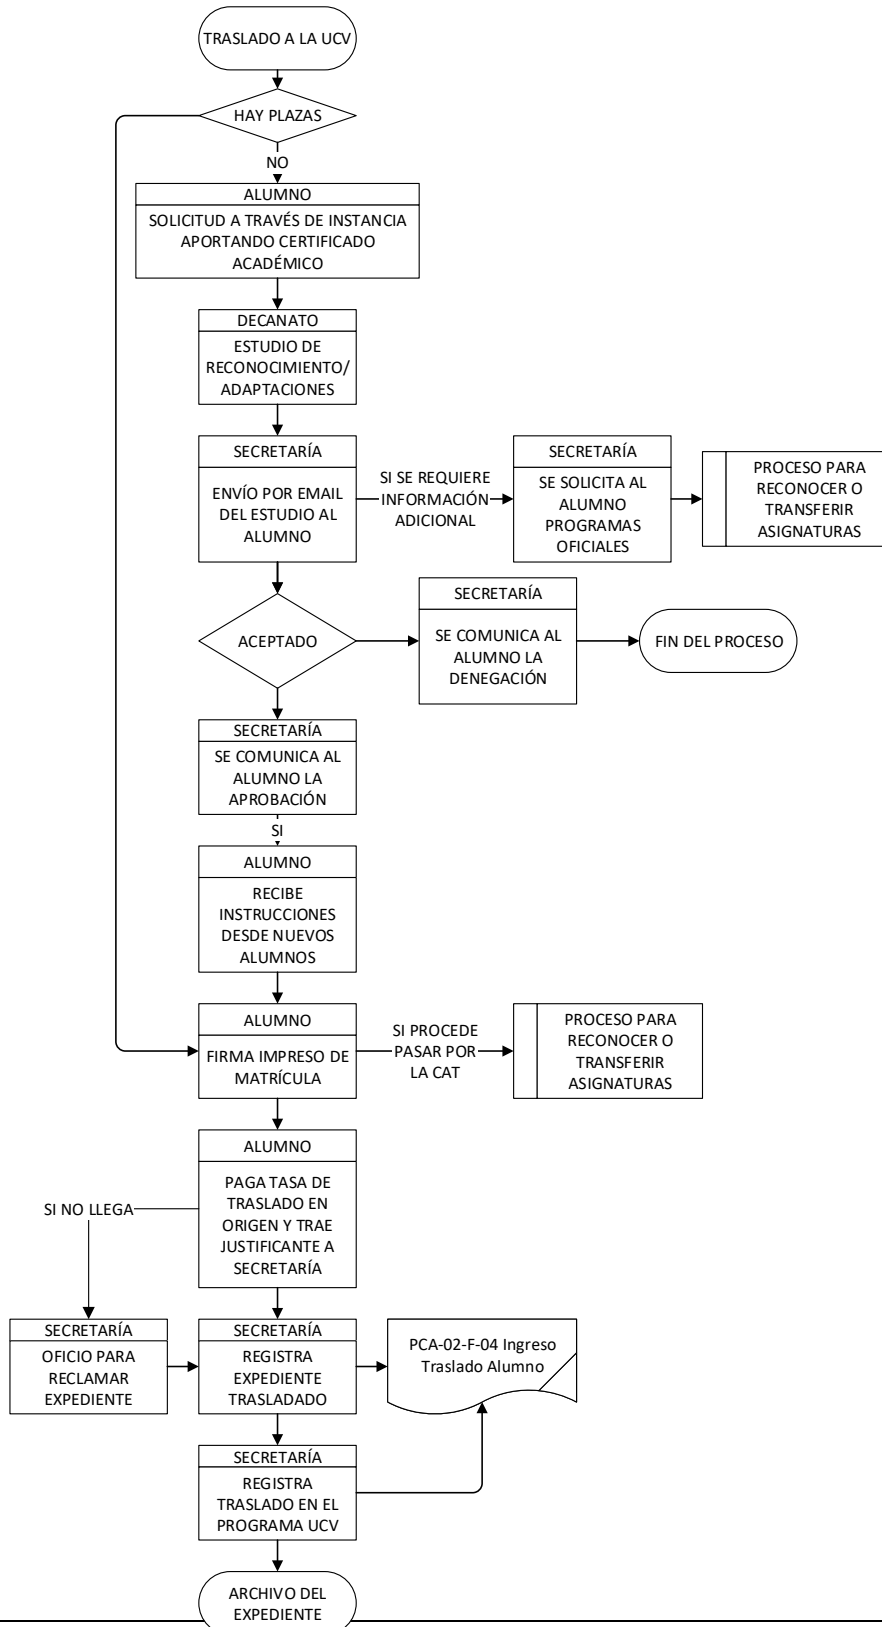 TRASLADO A LA UCV
HAY PLAZAS
NO
ALUMNO
SOLICITUD A TRAVÉS DE INSTANCIA
APORTANDO CERTIFICADO
ACADÉMICO
DECANATO
ESTUDIO DE
RECONOCIMIENTO/
ADAPTACIONES
SECRETARÍA
ENVÍO POR EMAIL
DEL ESTUDIO AL
ALUMNO
SI SE REQUIERE
INFORMACIÓN
ADICIONAL
SECRETARÍA
SE SOLICITA AL
ALUMNO
PROGRAMAS
OFICIALES
PROCESO PARA
RECONOCER O
TRANSFERIR
ASIGNATURAS
ACEPTADO
SECRETARÍA
SE COMUNICA AL
ALUMNO LA
DENEGACIÓN
FIN DEL PROCESO
SECRETARÍA
SE COMUNICA AL
ALUMNO LA
APROBACIÓN
SI
ALUMNO
RECIBE
INSTRUCCIONES
DESDE NUEVOS
ALUMNOS
ALUMNO
FIRMA IMPRESO DE
MATRÍCULA
SI PROCEDE
PASAR POR
LA CAT
PROCESO PARA
RECONOCER O
TRANSFERIR
ASIGNATURAS
ALUMNO
PAGA TASA DE
TRASLADO EN
ORIGEN Y TRAE
JUSTIFICANTE A
SECRETARÍA
SI NO LLEGA
SECRETARÍA
OFICIO PARA
RECLAMAR
EXPEDIENTE
SECRETARÍA
REGISTRA
EXPEDIENTE
TRASLADADO
PCA-02-F-04 Ingreso
Traslado Alumno
SECRETARÍA
REGISTRA
TRASLADO EN EL
PROGRAMA UCV
ARCHIVO DEL
EXPEDIENTE